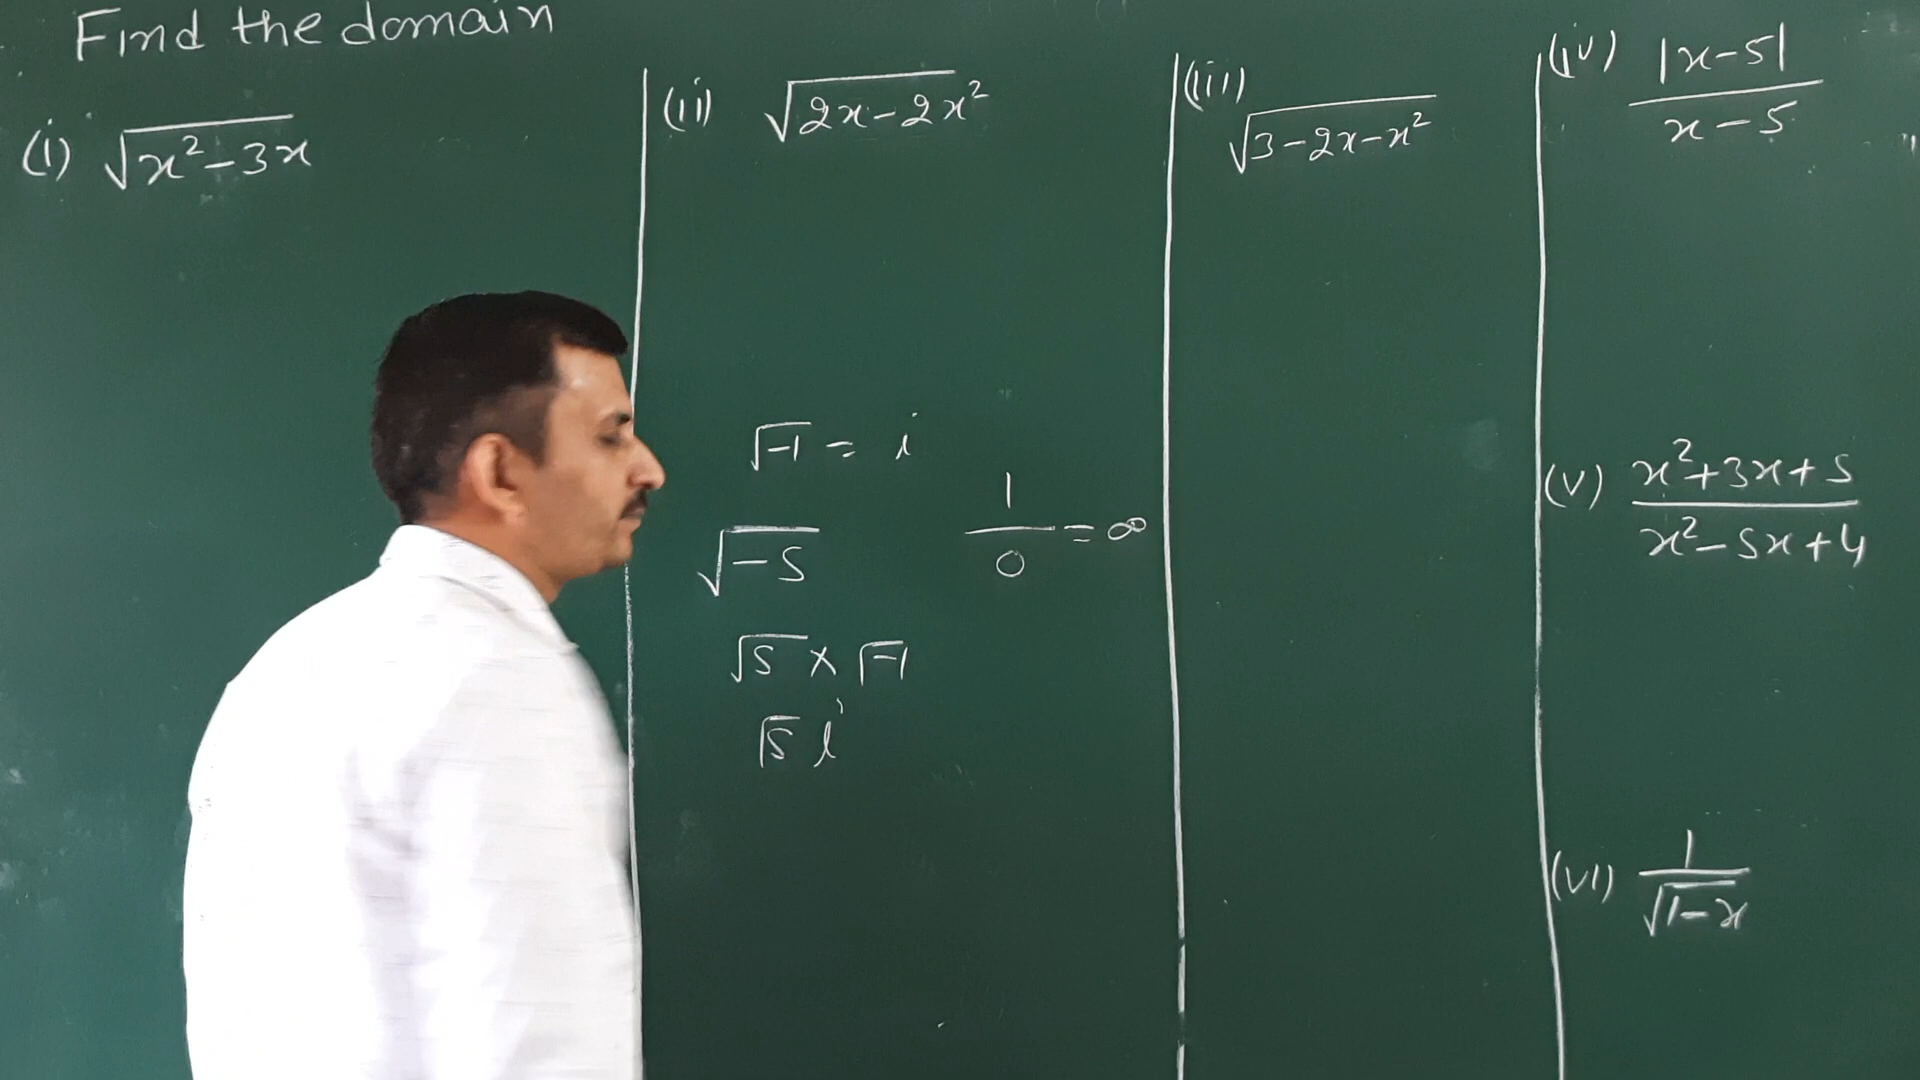 Find the domain
(i) √x²-3x
(ii) √2x-2x²
√-1 = i
1/0 = ∞
√-5
√5 × √-1
√5 i
(iii)
√3-2x-x²
(iv) |x-5|
x-5
(v) x²+3x+5
x²-5x+4
(vi) 1
√1-x